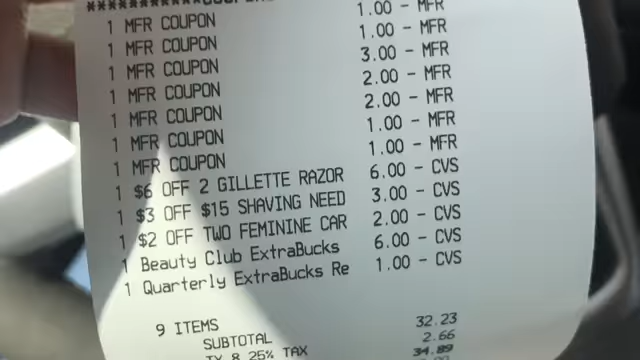 1 MFR COUPON 1.00 - MFR
1 MFR COUPON 1.00 - MFR
1 MFR COUPON 3.00 - MFR
1 MFR COUPON 2.00 - MFR
1 MFR COUPON 2.00 - MFR
1 MFR COUPON 1.00 - MFR
1 MFR COUPON 1.00 - MFR
1 $6 OFF 2 GILLETTE RAZOR 6.00 - CVS
1 $3 OFF $15 SHAVING NEED 3.00 - CVS
1 $2 OFF TWO FEMININE CAR 2.00 - CVS
1 Beauty Club ExtraBucks 6.00 - CVS
1 Quarterly ExtraBucks Re 1.00 - CVS
9 ITEMS
SUBTOTAL 32.23
TX 8.25% TAX 2.66
34.89